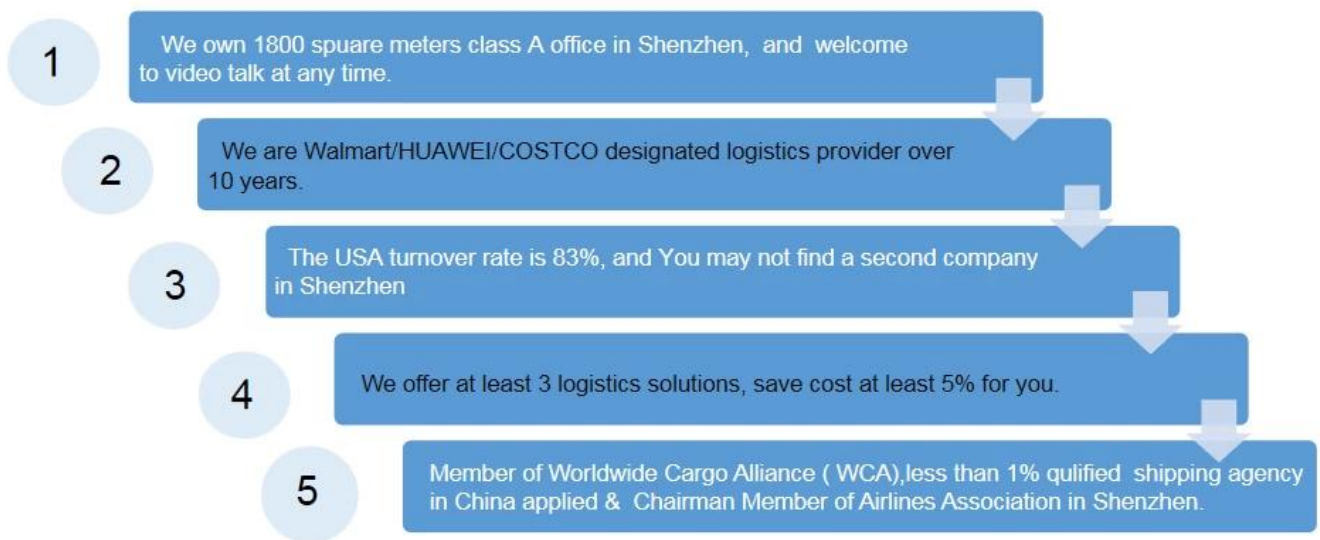 1
We own 1800 spuare meters class A office in Shenzhen, and welcome
to video talk at any time.
2
We are Walmart/HUAWEI/COSTCO designated logistics provider over
10 years.
3
The USA turnover rate is 83%, and You may not find a second company
in Shenzhen
4
We offer at least 3 logistics solutions, save cost at least 5% for you.
5
Member of Worldwide Cargo Alliance ( WCA),less than 1% qulified shipping agency
in China applied & Chairman Member of Airlines Association in Shenzhen.